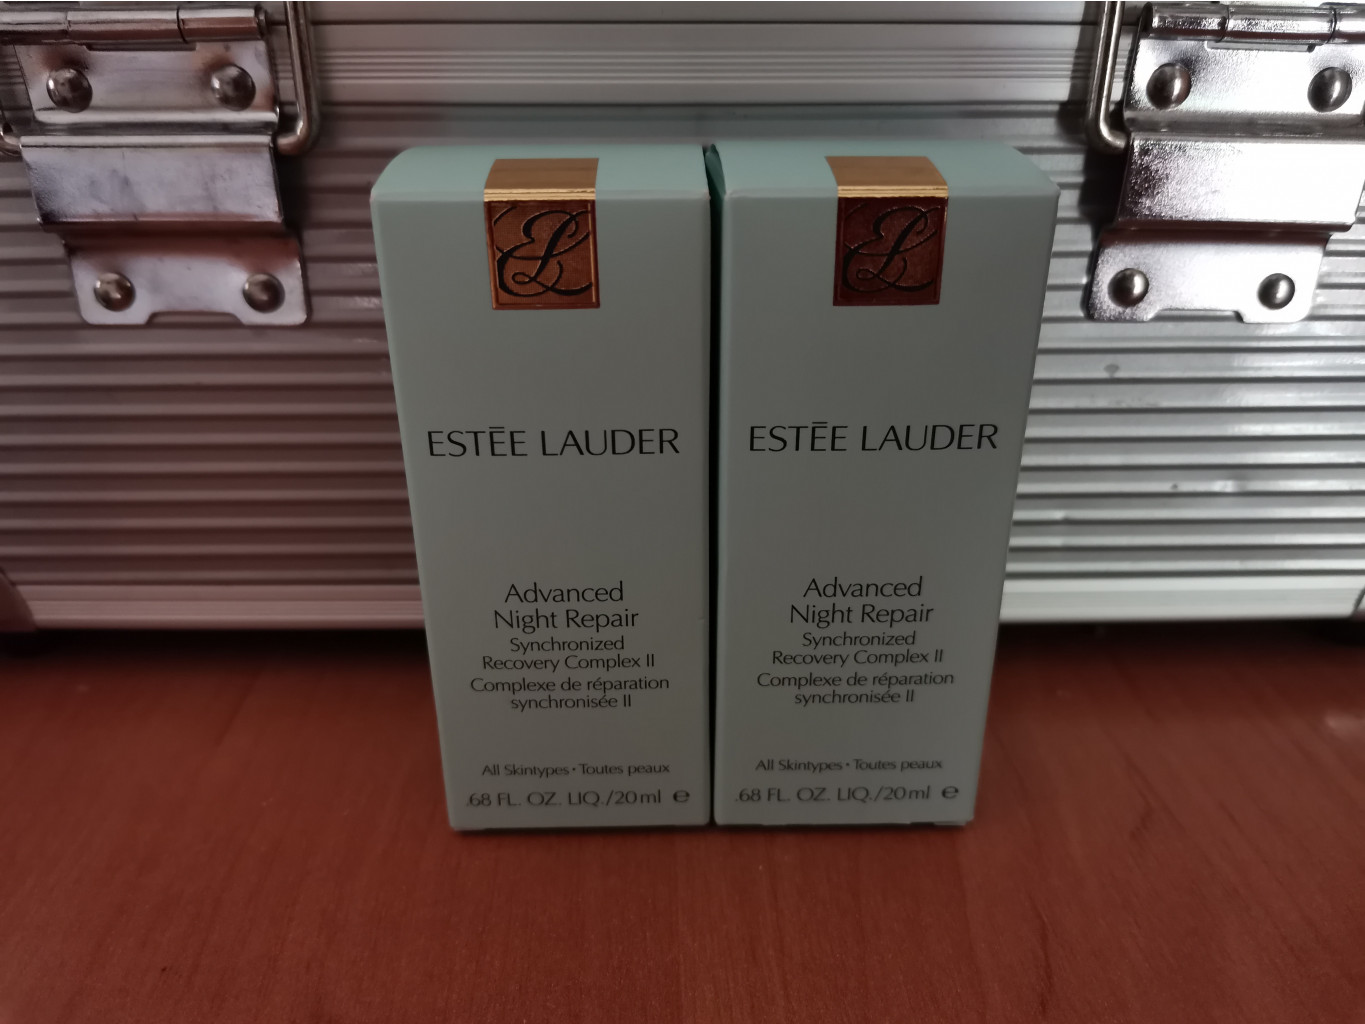 EL
ESTĒE LAUDER
Advanced
Night Repair
Synchronized
Recovery Complex II
Complexe de réparation
synchronisée II
All Skintypes • Toutes peaux
.68 FL. OZ. LIQ./20ml ℮
EL
ESTĒE LAUDER
Advanced
Night Repair
Synchronized
Recovery Complex II
Complexe de réparation
synchronisée II
All Skintypes • Toutes peaux
.68 FL. OZ. LIQ./20ml ℮